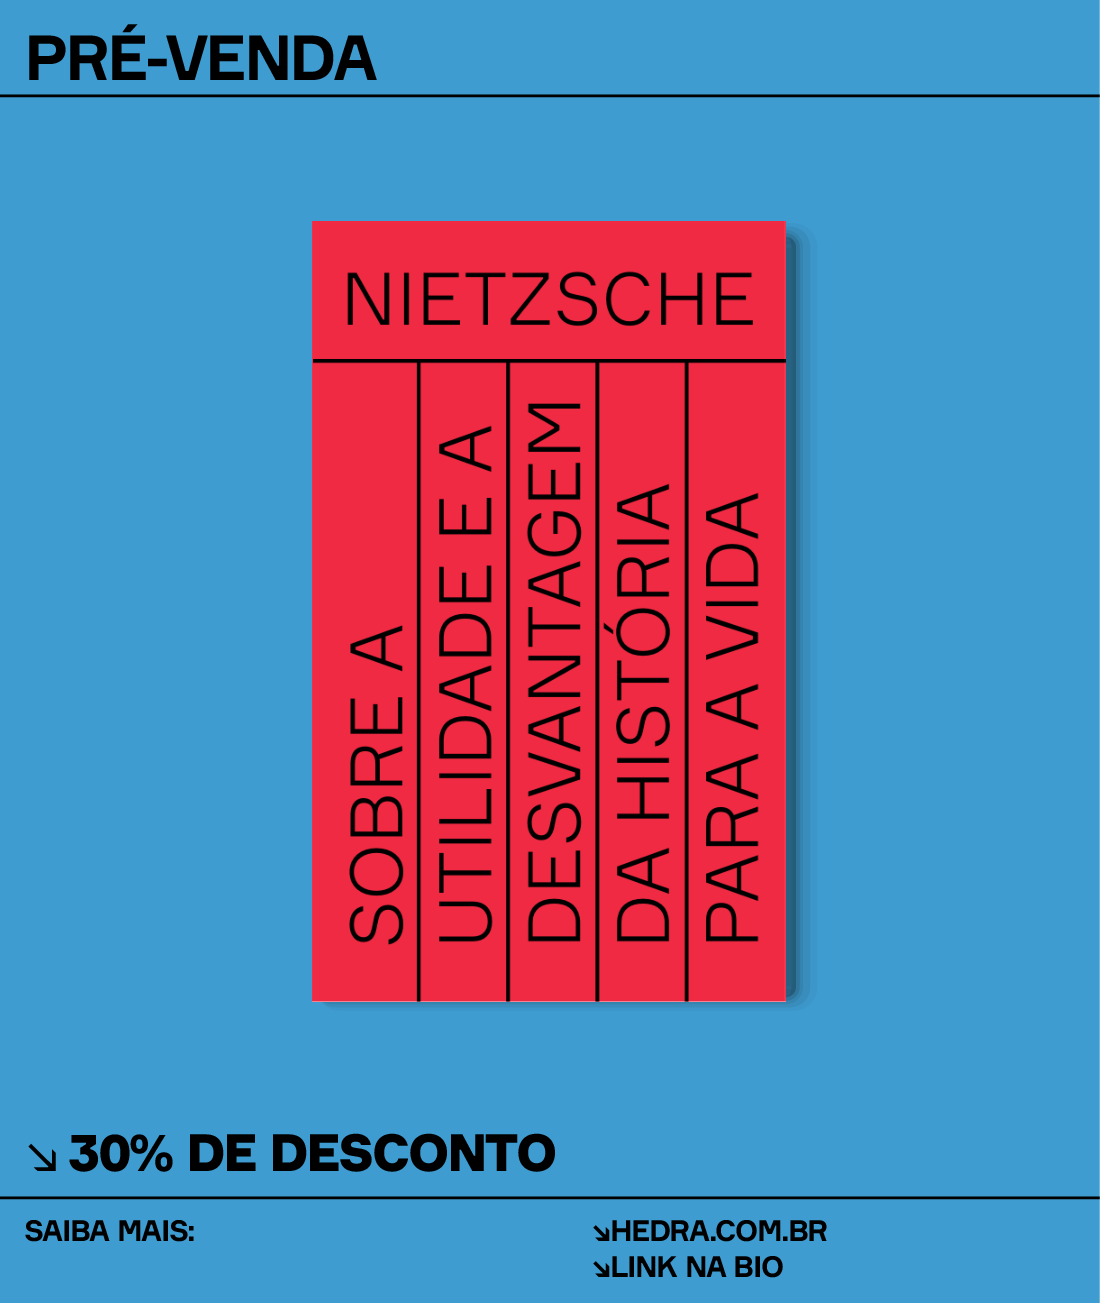 PRÉ-VENDA
NIETZSCHE
SOBRE A
UTILIDADE E A
DESVANTAGEM
DA HISTÓRIA
PARA A VIDA
↘ 30% DE DESCONTO
SAIBA MAIS:
↘HEDRA.COM.BR
↘LINK NA BIO